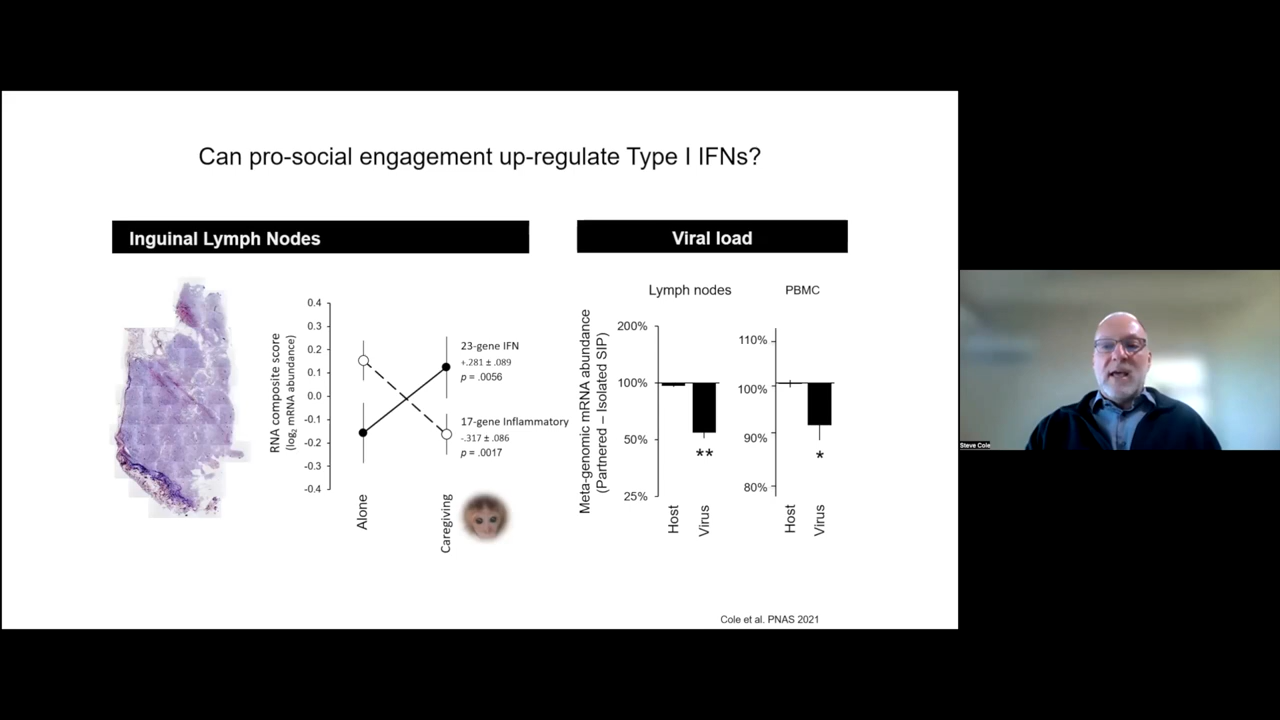 Can pro-social engagement up-regulate Type I IFNs?
Inguinal Lymph Nodes
RNA composite score
(log2 mRNA abundance)
0.4
0.3
0.2
0.1
0.0
-0.1
-0.2
-0.3
-0.4
23-gene IFN
+.281 ± .089
p = .0056
17-gene Inflammatory
-.317 ± .086
p = .0017
Alone
Caregiving
Viral load
Meta-genomic mRNA abundance
(Partnered – Isolated SIP)
Lymph nodes
200%
100%
50%
25%
**
Host
Virus
PBMC
110%
100%
90%
80%
*
Host
Virus
Cole et al. PNAS 2021
Steve Cole